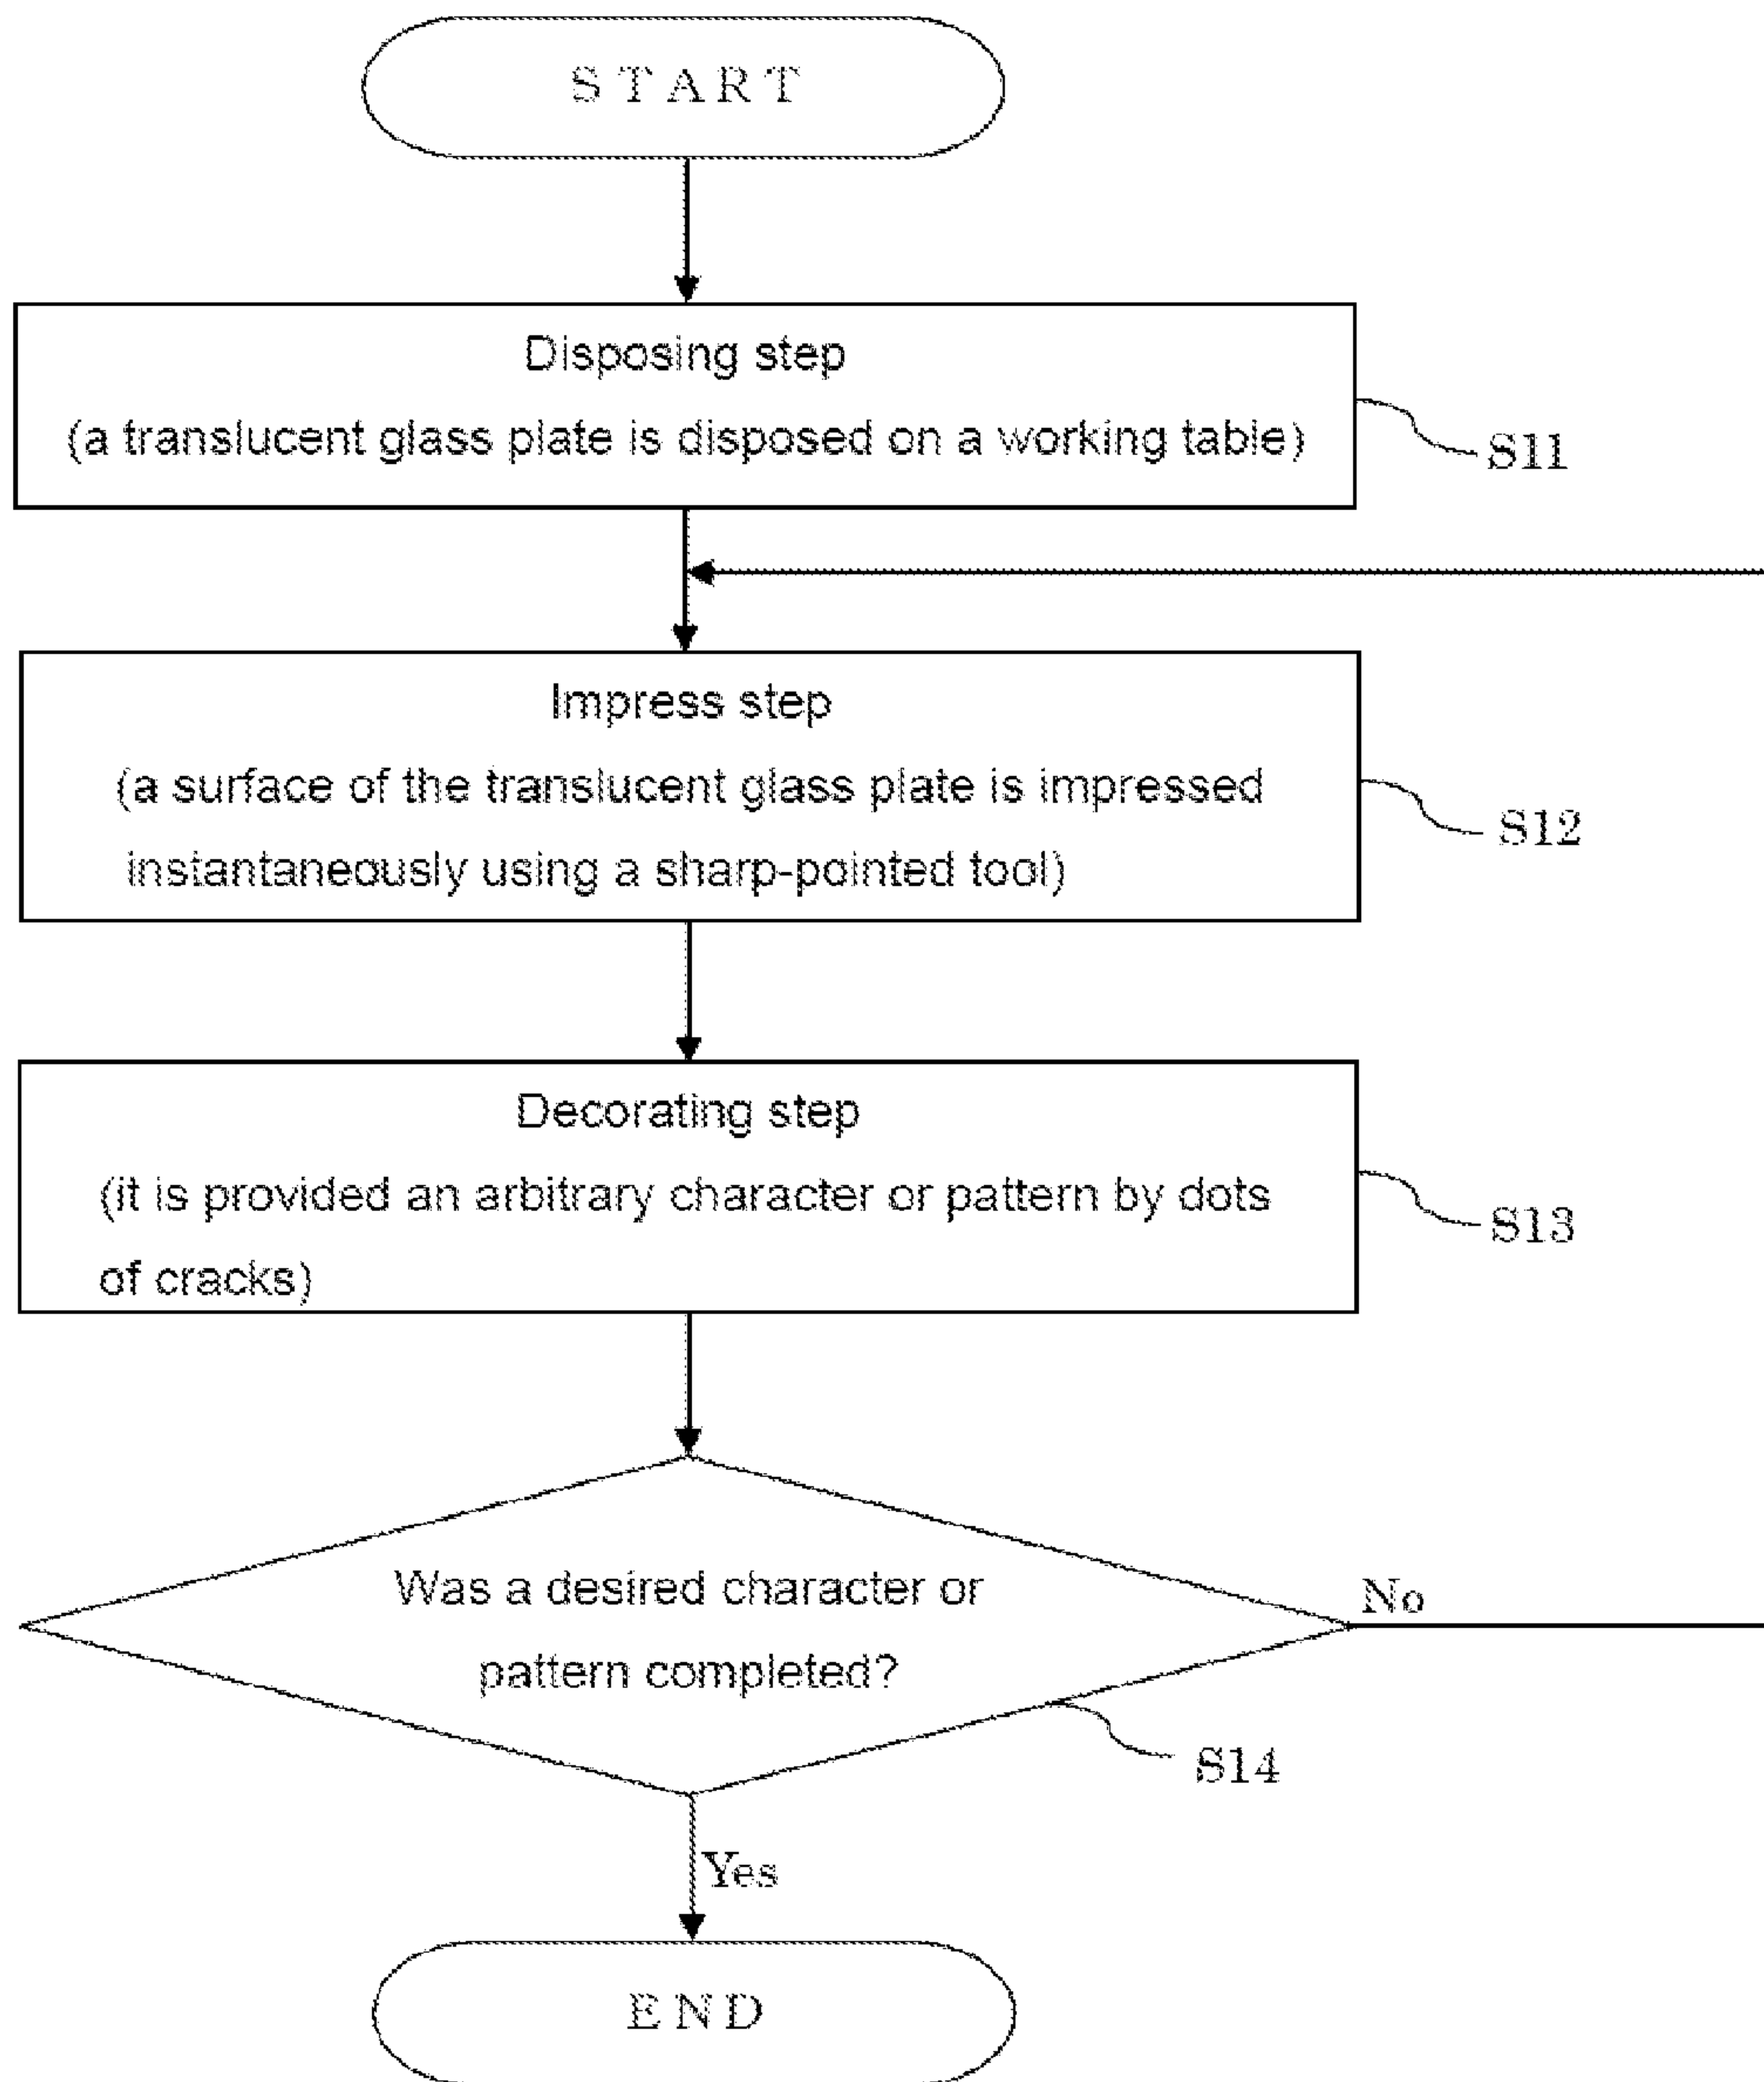 START
Disposing step
(a translucent glass plate is disposed on a working table)
S11
Impress step
(a surface of the translucent glass plate is impressed
instantaneously using a sharp-pointed tool)
S12
Decorating step
(it is provided an arbitrary character or pattern by dots
of cracks)
S13
Was a desired character or
pattern completed?
No
S14
Yes
END